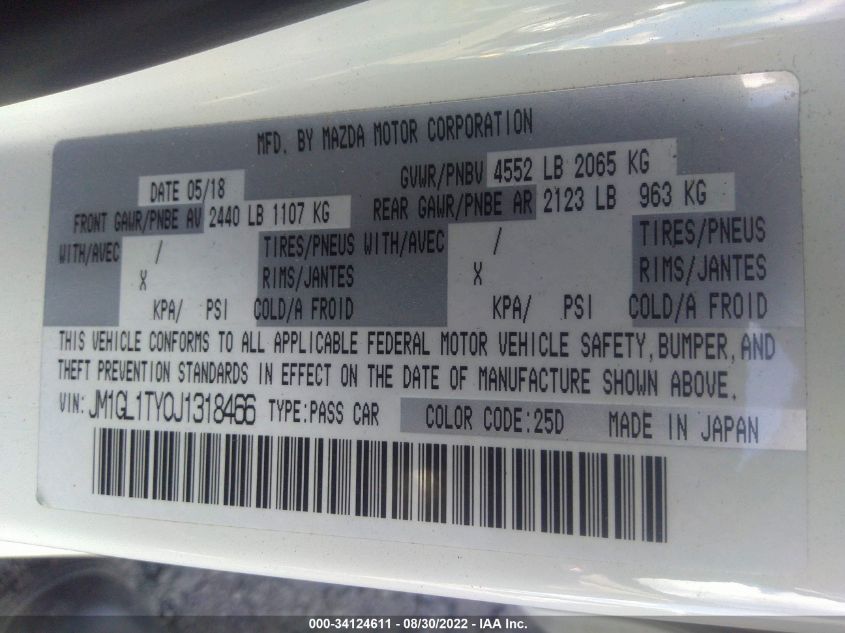 MFD. BY MAZDA MOTOR CORPORATION
DATE 05/18 GVWR/PNBV 4552 LB 2065 KG
FRONT GAWR/PNBE AV 2440 LB 1107 KG REAR GAWR/PNBE AR 2123 LB 963 KG
WITH/AVEC / TIRES/PNEUS WITH/AVEC / TIRES/PNEUS
X RIMS/JANTES X RIMS/JANTES
KPA/ PSI COLD/A FROID KPA/ PSI COLD/A FROID
THIS VEHICLE CONFORMS TO ALL APPLICABLE FEDERAL MOTOR VEHICLE SAFETY, BUMPER, AND
THEFT PREVENTION STANDARDS IN EFFECT ON THE DATE OF MANUFACTURE SHOWN ABOVE.
VIN: JM1GL1TY0J1318466 TYPE:PASS CAR COLOR CODE:25D MADE IN JAPAN
000-34124611 - 08/30/2022 - IAA Inc.